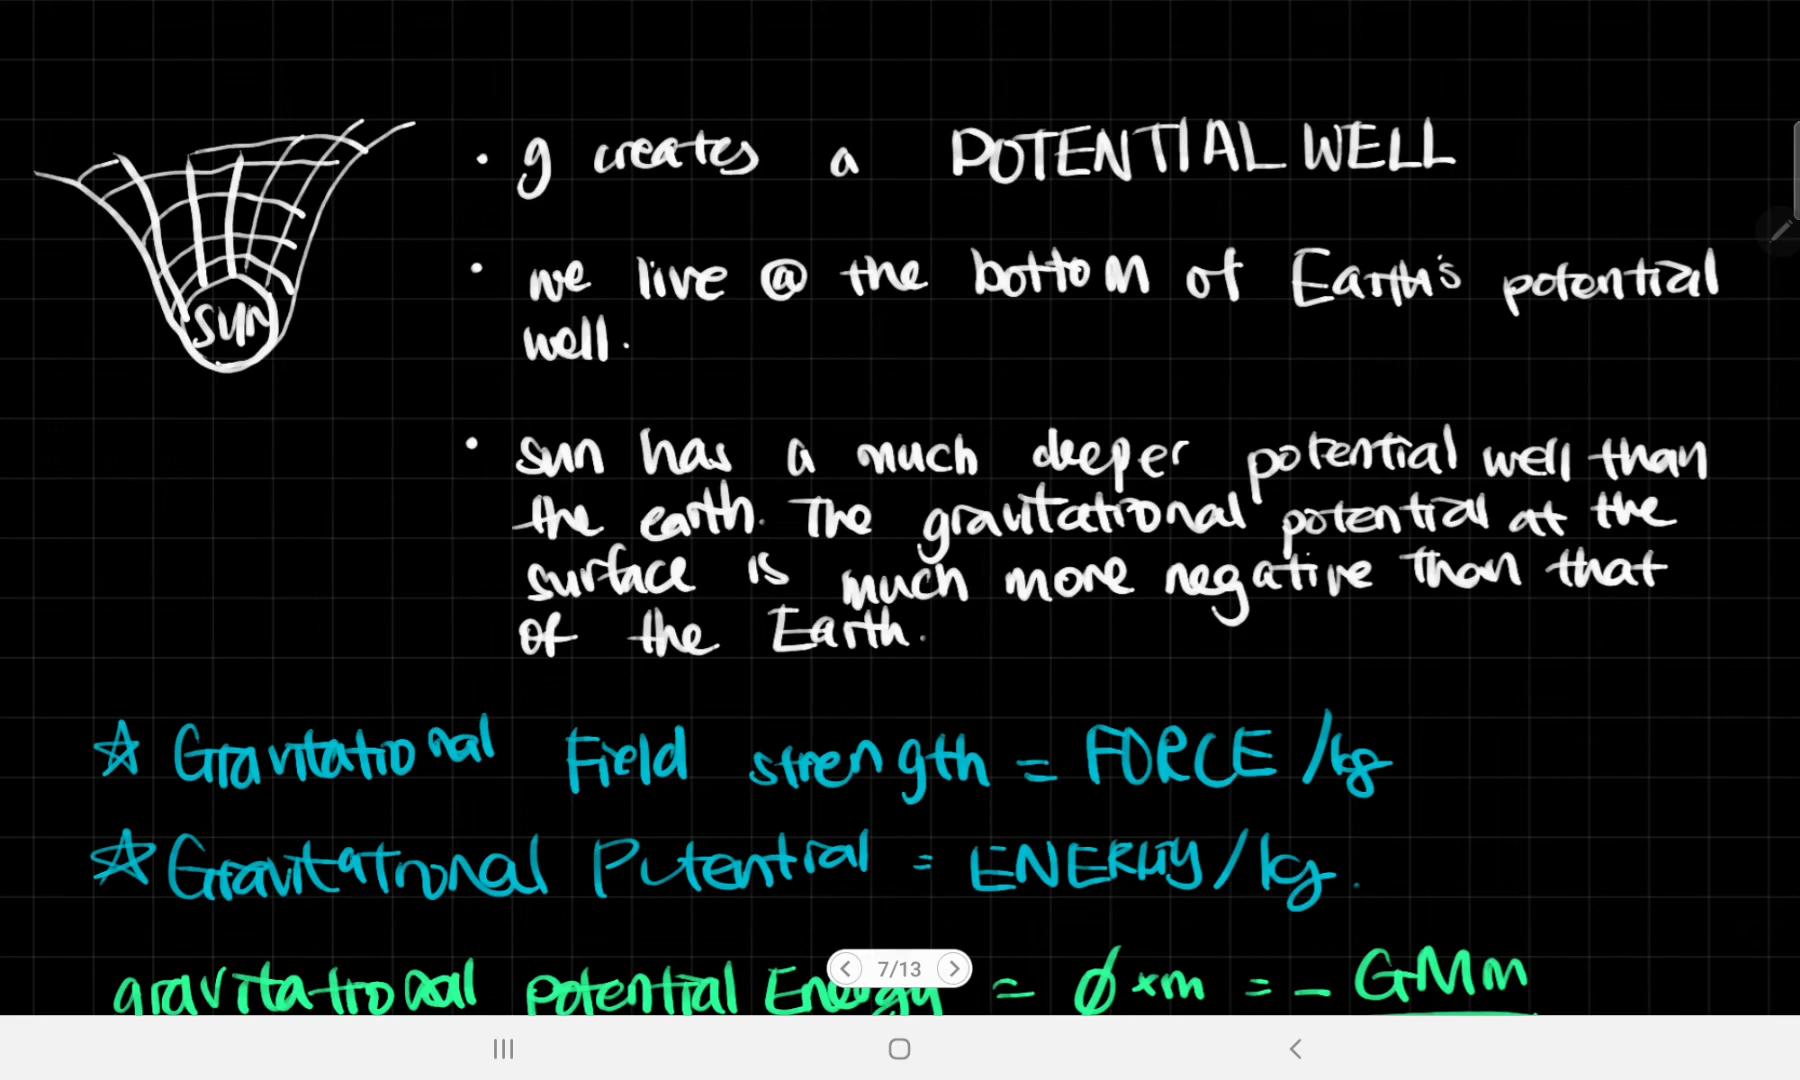 SUN
· g creates a POTENTIAL WELL
· we live @ the bottom of Earth's potential
well.
· sun has a much deeper potential well than
the earth. The gravitational potential at the
surface is much more negative than that
of the Earth.
☆ Gravitational Field strength = FORCE /kg
☆ Gravitational Potential = ENERGY/kg.
gravitational potential Energy = ϕ×m = - GMm
7/13